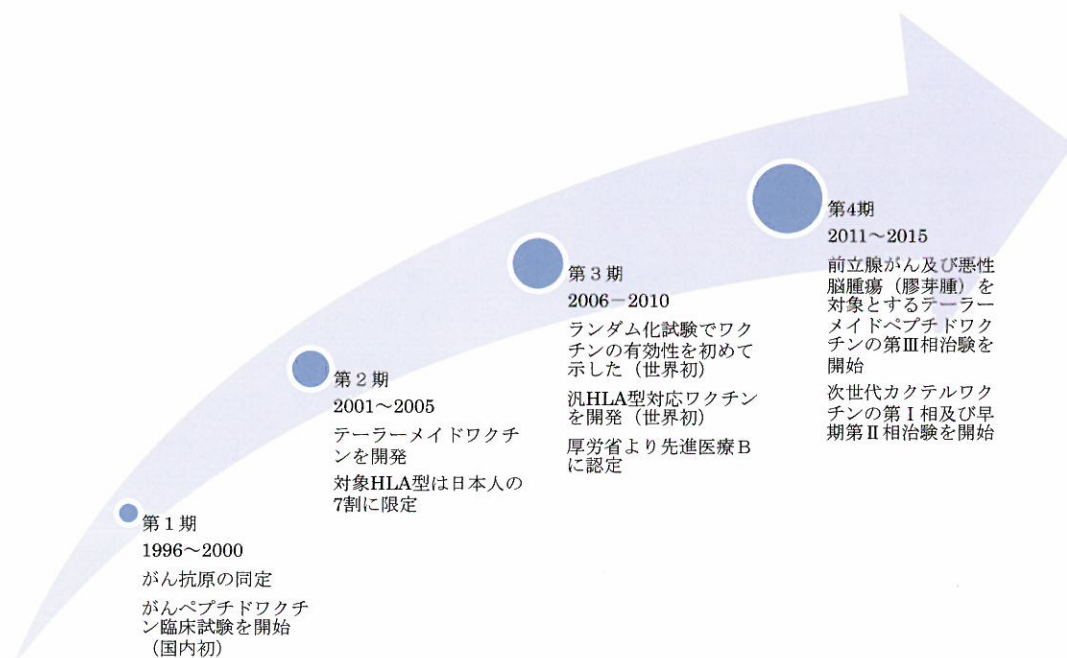 第１期
1996～2000
がん抗原の同定
がんペプチドワクチ
ン臨床試験を開始
（国内初）
第２期
2001～2005
テーラーメイドワクチ
ンを開発
対象HLA型は日本人の
7割に限定
第３期
2006－2010
ランダム化試験でワク
チンの有効性を初めて
示した（世界初）
汎HLA型対応ワクチン
を開発（世界初）
厚労省より先進医療Ｂ
に認定
第4期
2011～2015
前立腺がん及び悪性
脳腫瘍（膠芽腫）を
対象とするテーラー
メイドペプチドワク
チンの第Ⅲ相治験を
開始
次世代カクテルワク
チンの第Ⅰ相及び早
期第Ⅱ相治験を開始